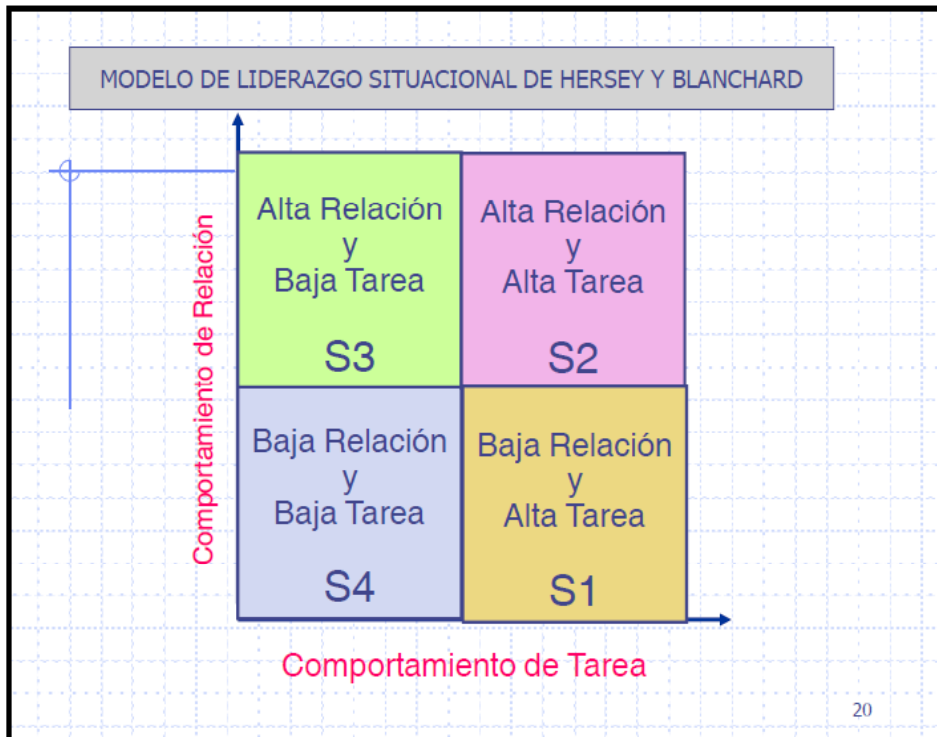 MODELO DE LIDERAZGO SITUACIONAL DE HERSEY Y BLANCHARD
Comportamiento de Relación
Alta Relación
y
Baja Tarea
S3
Alta Relación
y
Alta Tarea
S2
Baja Relación
y
Baja Tarea
S4
Baja Relación
y
Alta Tarea
S1
Comportamiento de Tarea
20